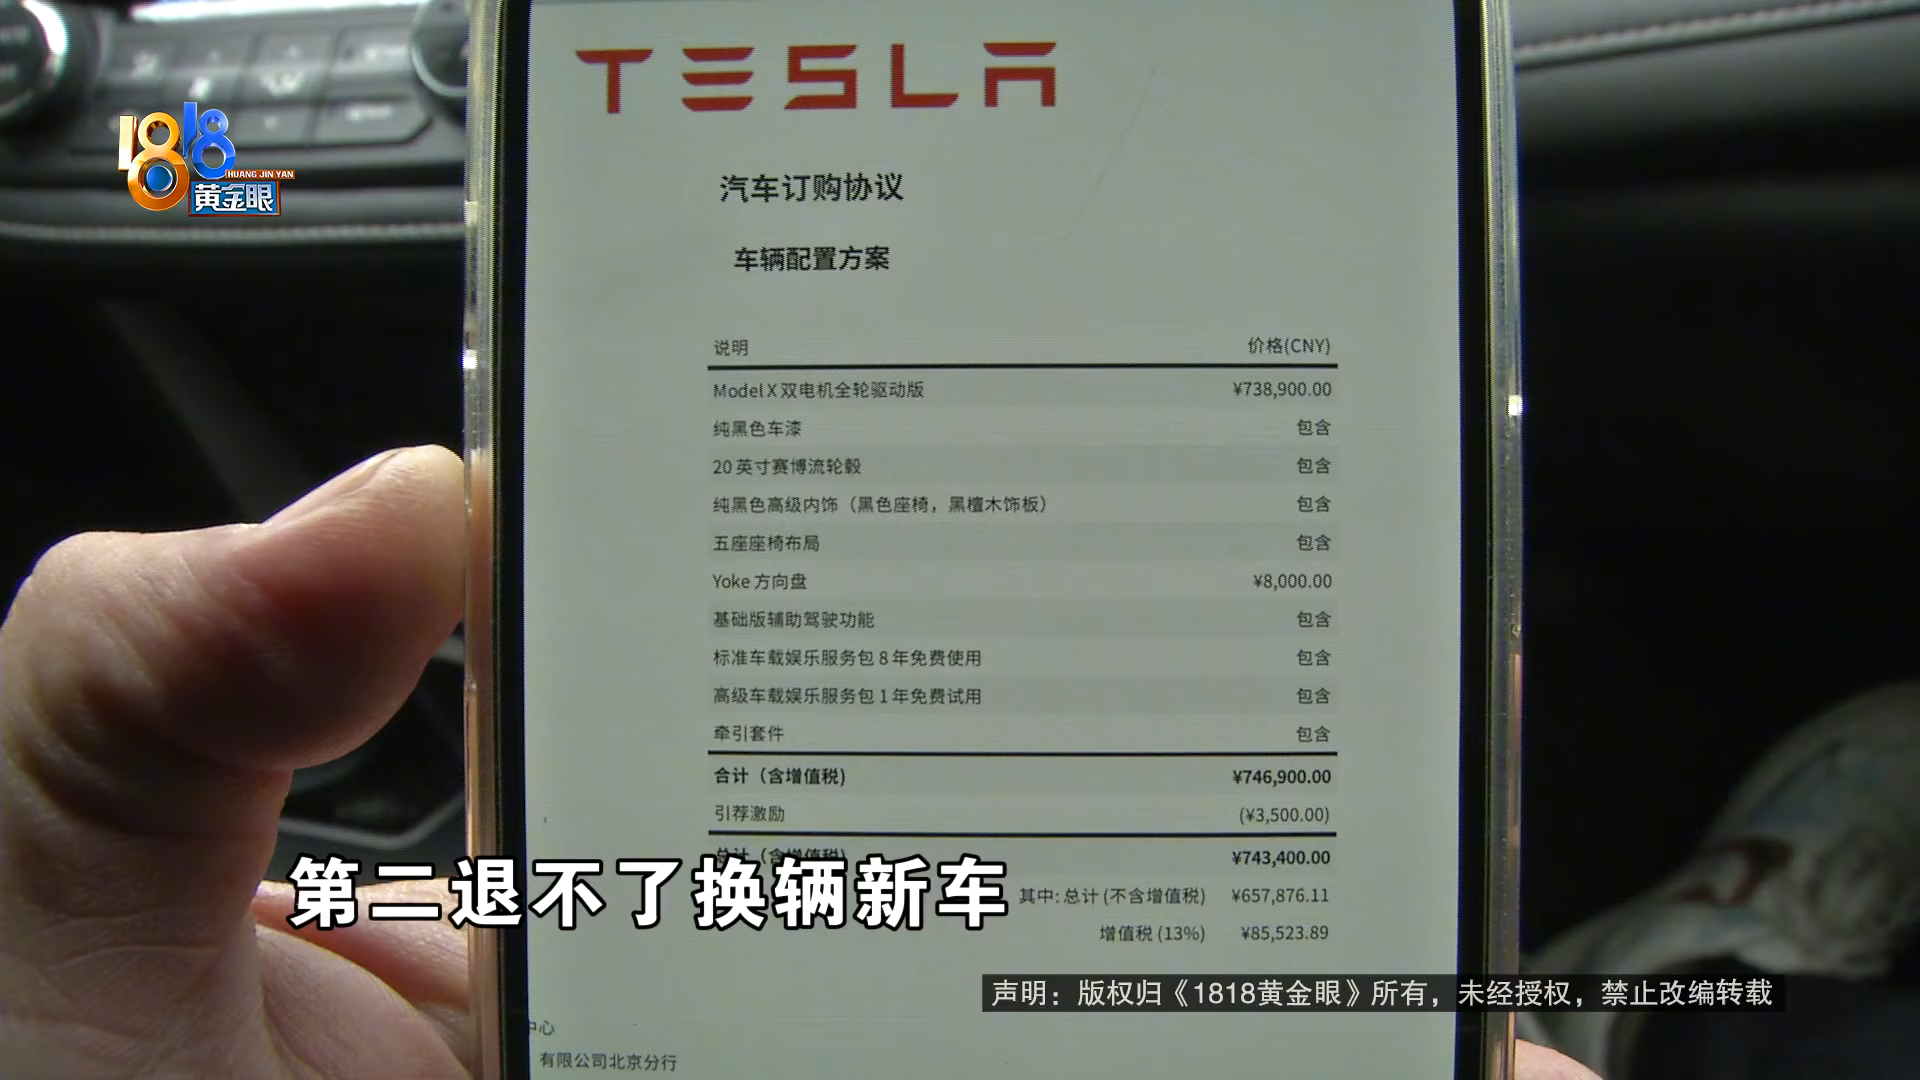 TESLA
1818
HUANG JIN YAN
黄金眼
汽车订购协议
车辆配置方案
说明 价格(CNY)
Model X 双电机全轮驱动版 ¥738,900.00
纯黑色车漆 包含
20 英寸赛博流轮毂 包含
纯黑色高级内饰（黑色座椅，黑檀木饰板） 包含
五座座椅布局 包含
Yoke 方向盘 ¥8,000.00
基础版辅助驾驶功能 包含
标准车载娱乐服务包 8 年免费使用 包含
高级车载娱乐服务包 1 年免费试用 包含
牵引套件 包含
合计（含增值税) ¥746,900.00
引荐激励 (¥3,500.00)
总计（含增值税) ¥743,400.00
第二退不了换辆新车
其中: 总计 (不含增值税) ¥657,876.11
增值税 (13%) ¥85,523.89
声明：版权归《1818黄金眼》所有，未经授权，禁止改编转载
中心
有限公司北京分行